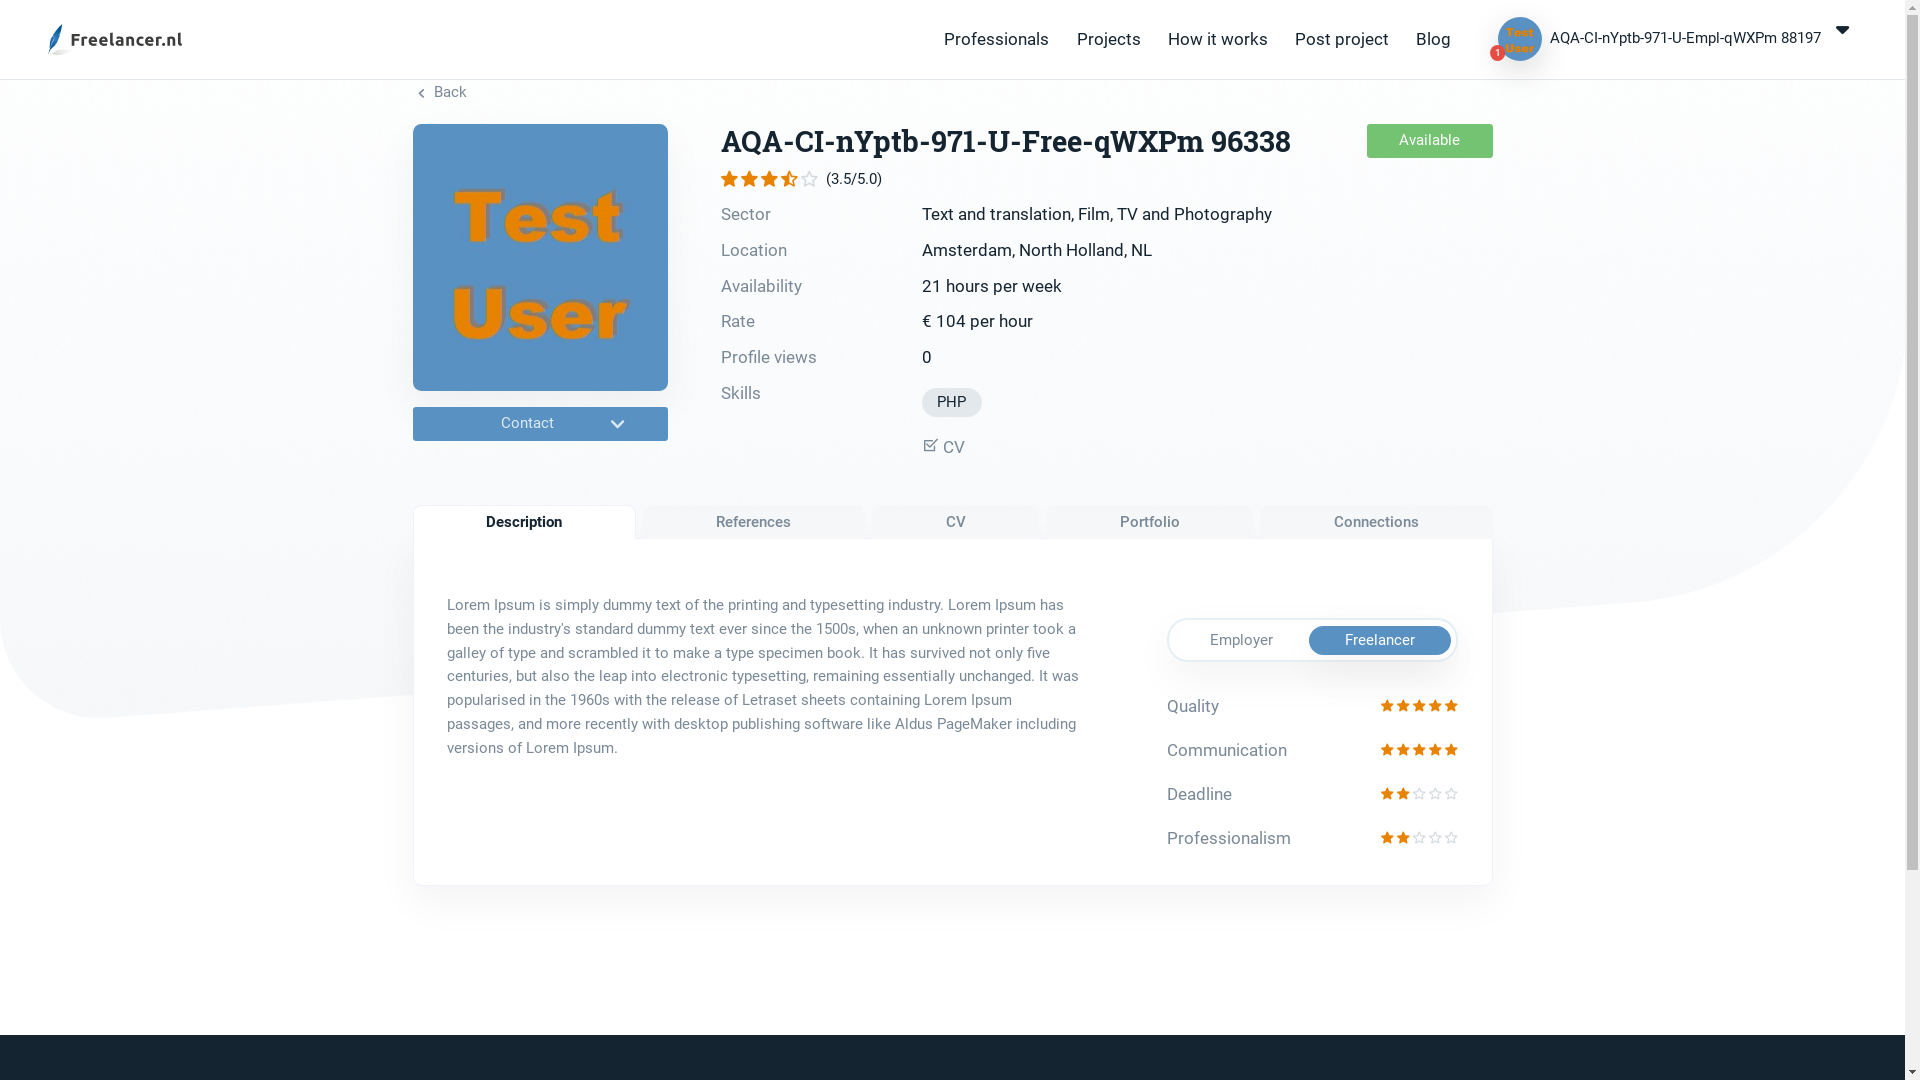 Freelancer.nl
Professionals
Projects
How it works
Post project
Blog
Test
User
1
AQA-CI-nYptb-971-U-Empl-qWXPm 88197
Back
Test
User
Contact
AQA-CI-nYptb-971-U-Free-qWXPm 96338
Available
(3.5/5.0)
Sector
Text and translation, Film, TV and Photography
Location
Amsterdam, North Holland, NL
Availability
21 hours per week
Rate
€ 104 per hour
Profile views
0
Skills
PHP
CV
Description
References
CV
Portfolio
Connections
Lorem Ipsum is simply dummy text of the printing and typesetting industry. Lorem Ipsum has
been the industry's standard dummy text ever since the 1500s, when an unknown printer took a
galley of type and scrambled it to make a type specimen book. It has survived not only five
centuries, but also the leap into electronic typesetting, remaining essentially unchanged. It was
popularised in the 1960s with the release of Letraset sheets containing Lorem Ipsum
passages, and more recently with desktop publishing software like Aldus PageMaker including
versions of Lorem Ipsum.
Employer
Freelancer
Quality
Communication
Deadline
Professionalism